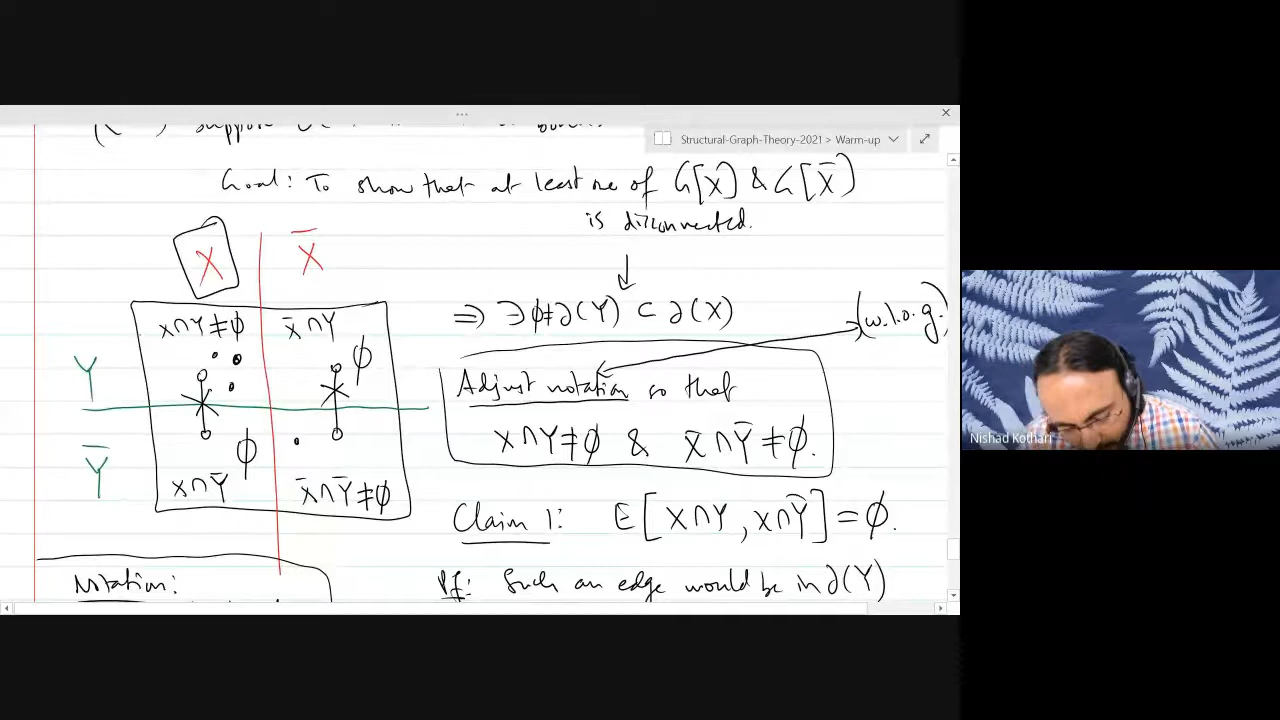 suppose
Structural-Graph-Theory-2021 > Warm-up
Goal: To show that at least one of G[X] & G[X̄]
is disconnected.
X X̄
⇒ ∃ ϕ≠∂(Y) ⊂ ∂(X)
(w.l.o.g.)
X∩Y≠ϕ X̄∩Y
Y
ϕ
Adjust notation so that
X∩Y≠ϕ & X̄∩Ȳ≠ϕ.
Ȳ
ϕ
X∩Ȳ X̄∩Ȳ≠ϕ
Claim 1: E[X∩Y, X∩Ȳ] = ϕ.
Notation:
Pf: Such an edge would be in ∂(Y)
Nishad Kothari